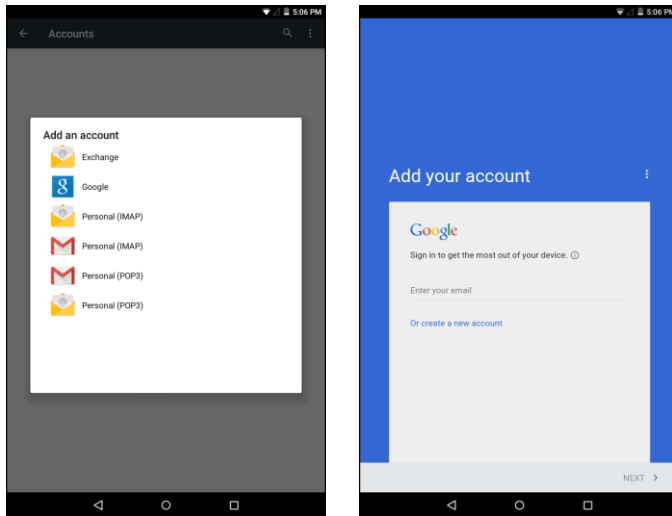 5:06 PM
Accounts
Add an account
Exchange
Google
Personal (IMAP)
Personal (IMAP)
Personal (POP3)
Personal (POP3)
5:06 PM
Add your account
Google
Sign in to get the most out of your device.
Enter your email
Or create a new account
NEXT